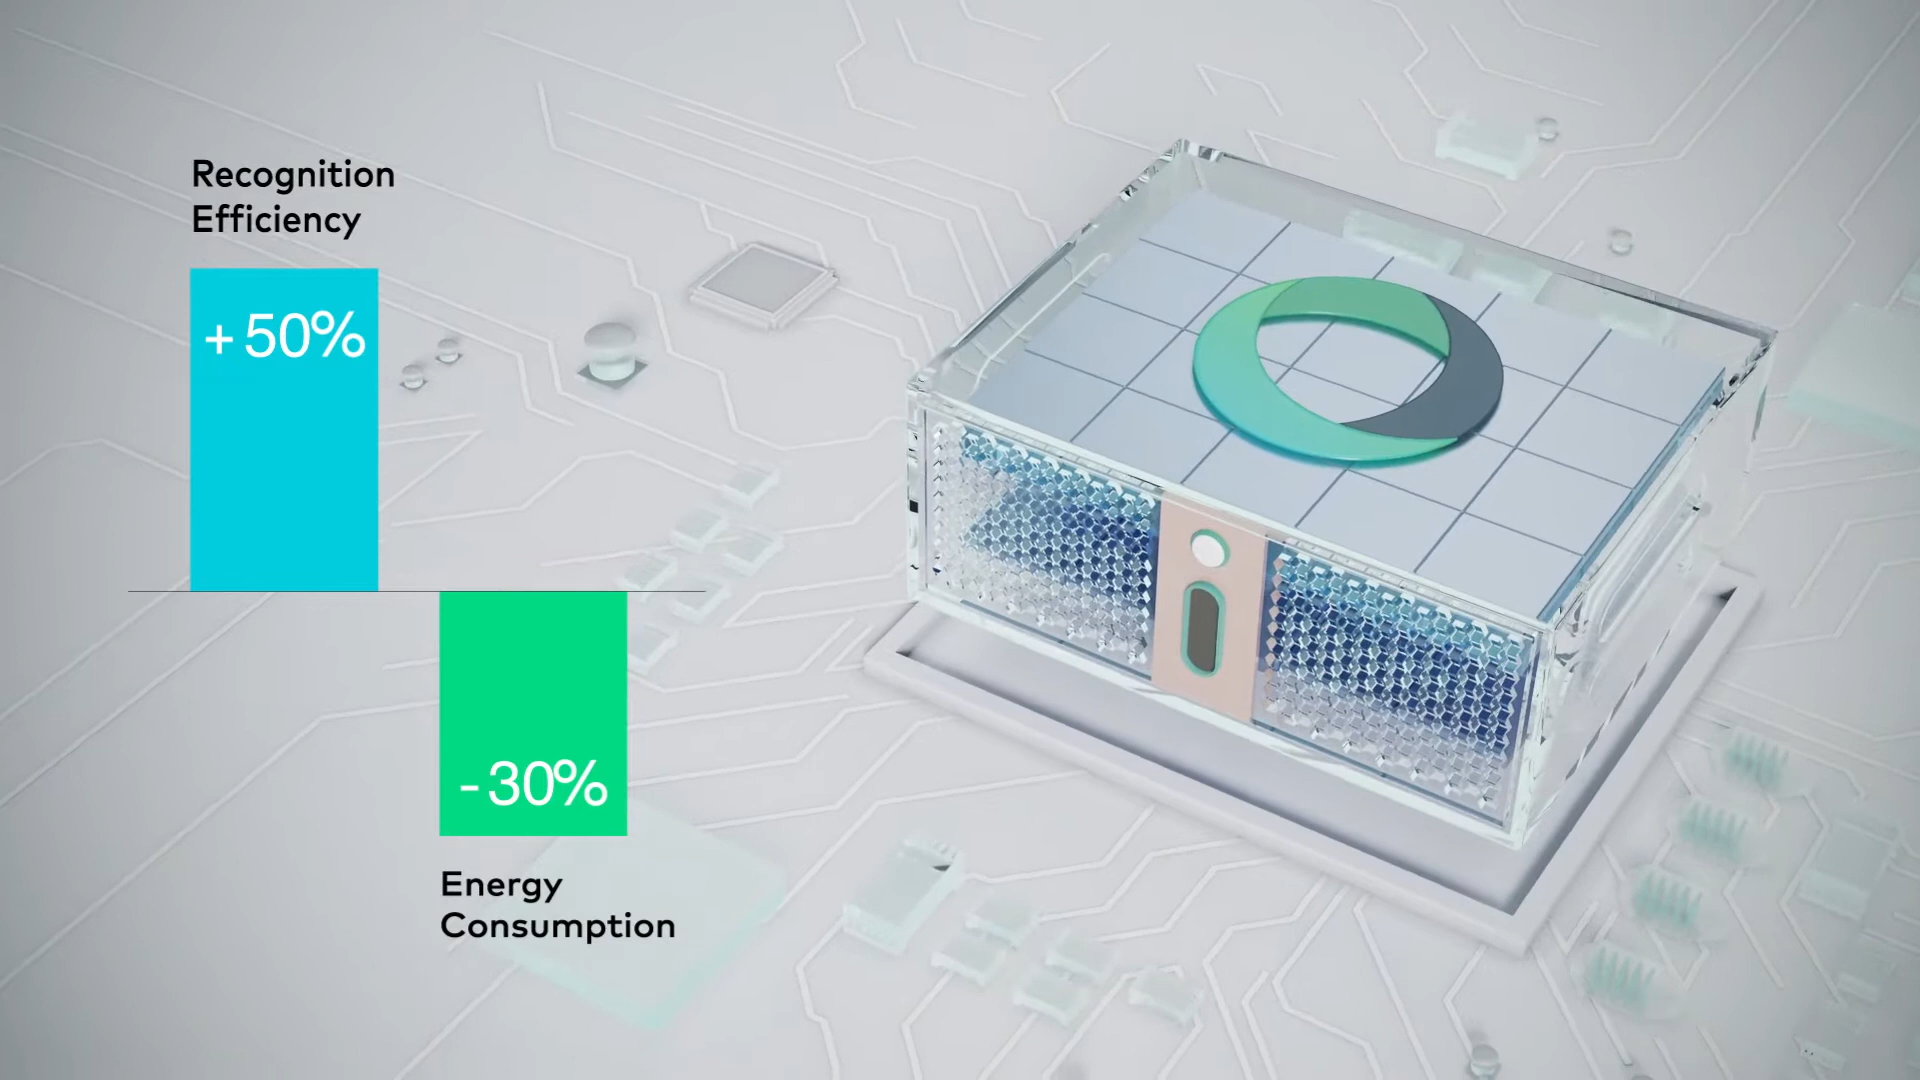 Recognition
Efficiency
+50%
-30%
Energy
Consumption